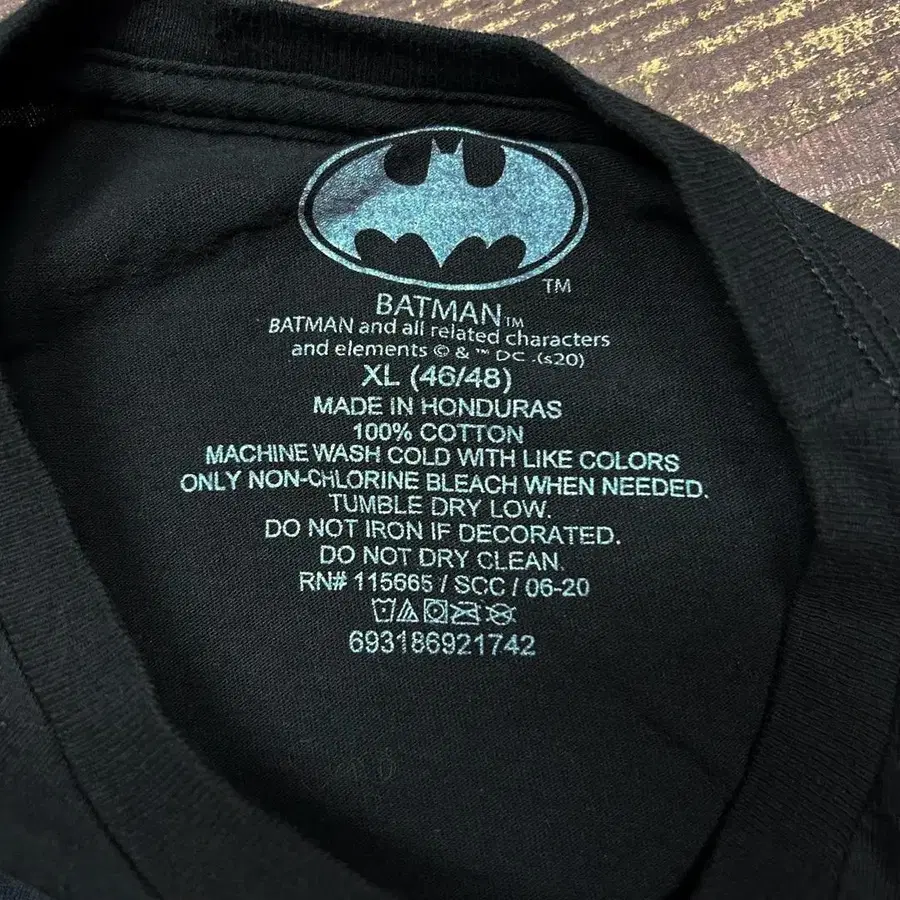 TM
BATMAN TM
BATMAN and all related characters
and elements © & ™ DC .(s20)
XL (46/48)
MADE IN HONDURAS
100% COTTON
MACHINE WASH COLD WITH LIKE COLORS
ONLY NON-CHLORINE BLEACH WHEN NEEDED.
TUMBLE DRY LOW.
DO NOT IRON IF DECORATED.
DO NOT DRY CLEAN.
RN# 115665 / SCC / 06-20
693186921742